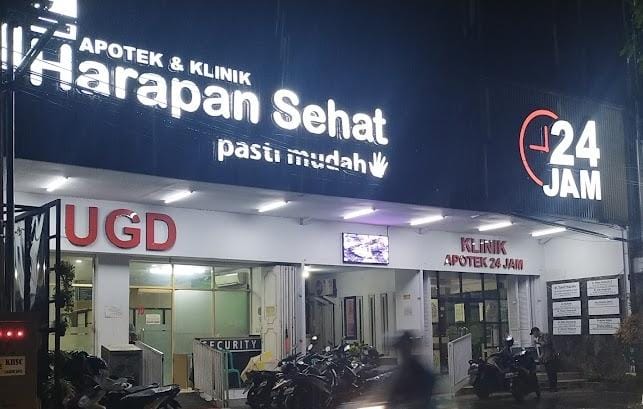 APOTEK & KLINIK
Harapan Sehat
pasti mudah
24
JAM
UGD
KLINIK
APOTEK 24 JAM
SECURITY